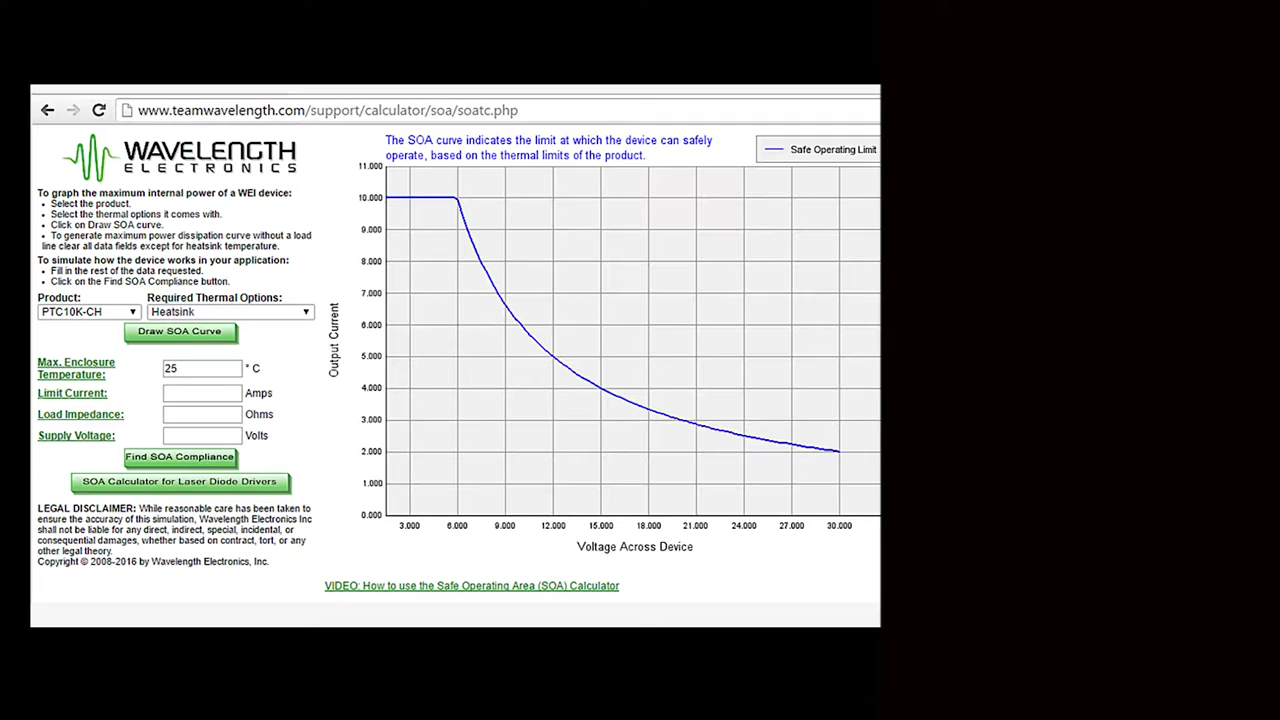 www.teamwavelength.com/support/calculator/soa/soatc.php
WAVELENGTH
ELECTRONICS
To graph the maximum internal power of a WEI device:
• Select the product.
• Select the thermal options it comes with.
• Click on Draw SOA curve.
• To generate maximum power dissipation curve without a load
line clear all data fields except for heatsink temperature.
To simulate how the device works in your application:
• Fill in the rest of the data requested.
• Click on the Find SOA Compliance button.
Product: Required Thermal Options:
PTC10K-CH Heatsink
Draw SOA Curve
Max. Enclosure
Temperature: 25 ° C
Limit Current: Amps
Load Impedance: Ohms
Supply Voltage: Volts
Find SOA Compliance
SOA Calculator for Laser Diode Drivers
LEGAL DISCLAIMER: While reasonable care has been taken to
ensure the accuracy of this simulation, Wavelength Electronics Inc
shall not be liable for any direct, indirect, special, incidental, or
consequential damages, whether based on contract, tort, or any
other legal theory.
Copyright © 2008-2016 by Wavelength Electronics, Inc.
The SOA curve indicates the limit at which the device can safely
operate, based on the thermal limits of the product.
Safe Operating Limit
11.000
10.000
9.000
8.000
7.000
6.000
5.000
4.000
3.000
2.000
1.000
0.000
Output Current
3.000 6.000 9.000 12.000 15.000 18.000 21.000 24.000 27.000 30.000
Voltage Across Device
VIDEO: How to use the Safe Operating Area (SOA) Calculator